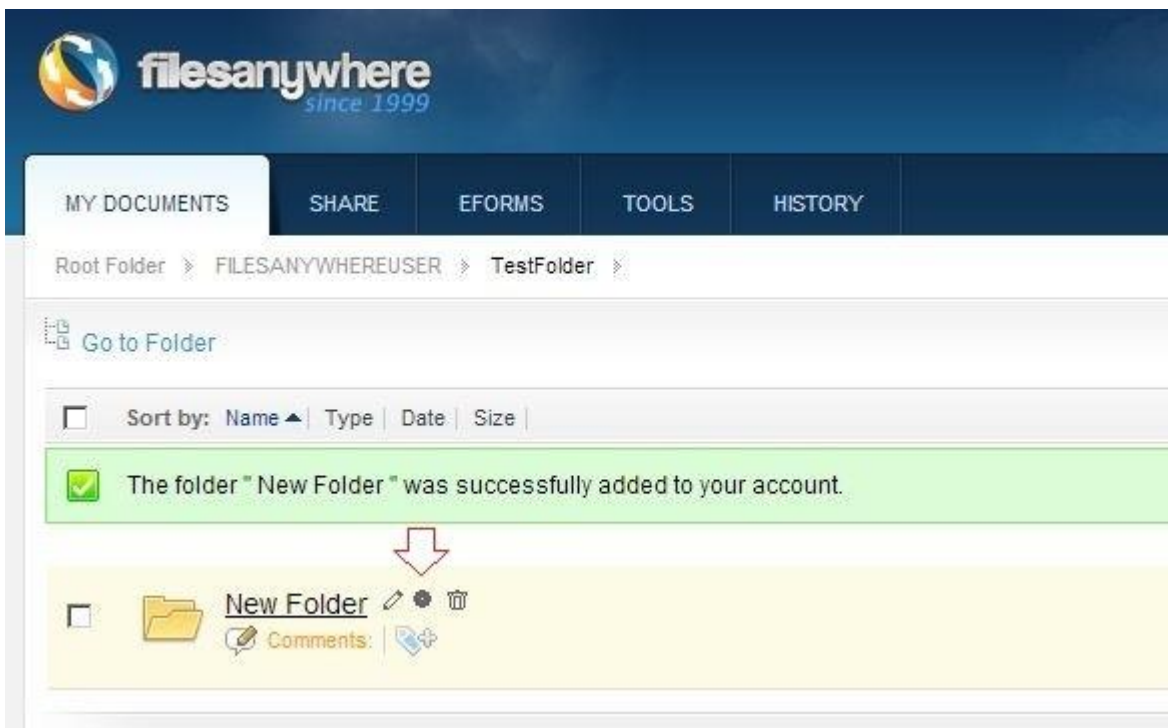 filesanywhere
since 1999
MY DOCUMENTS SHARE EFORMS TOOLS HISTORY
Root Folder FILESANYWHEREUSER TestFolder
Go to Folder
Sort by: Name | Type | Date | Size |
The folder " New Folder " was successfully added to your account.
New Folder
Comments: